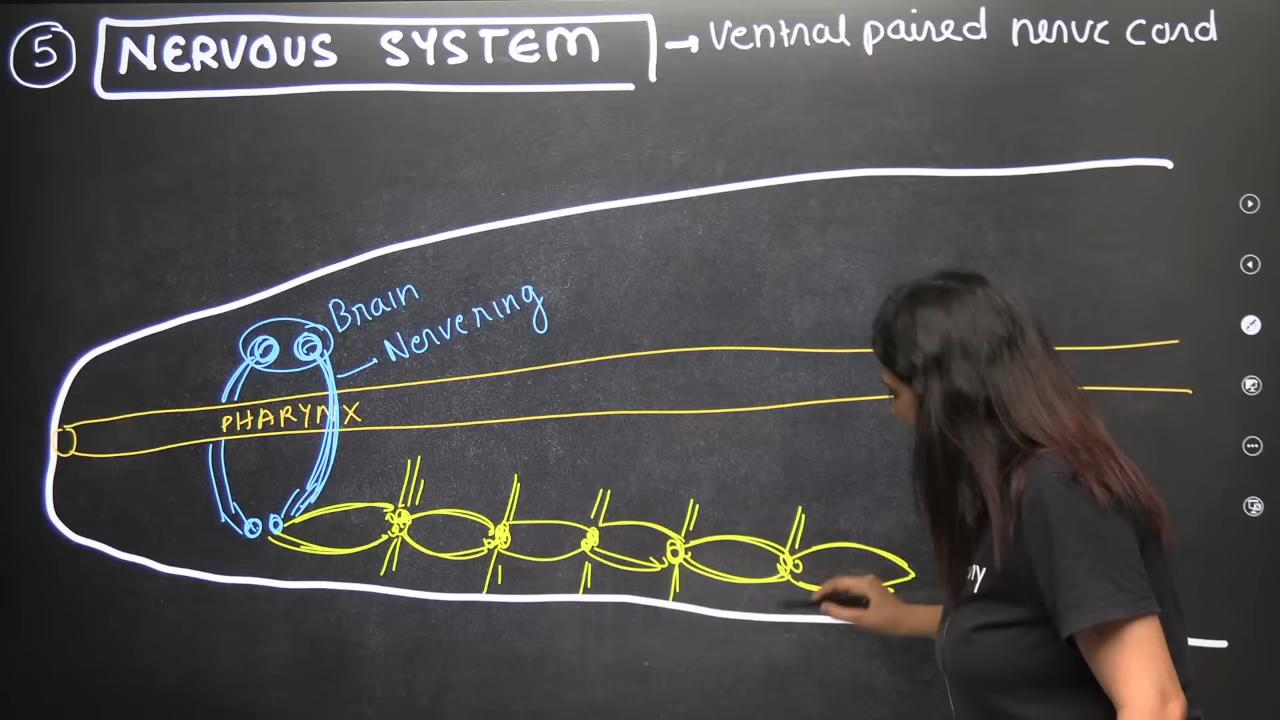 5 NERVOUS SYSTEM → ventral paired nerve cord
Brain
Nervering
PHARYNX